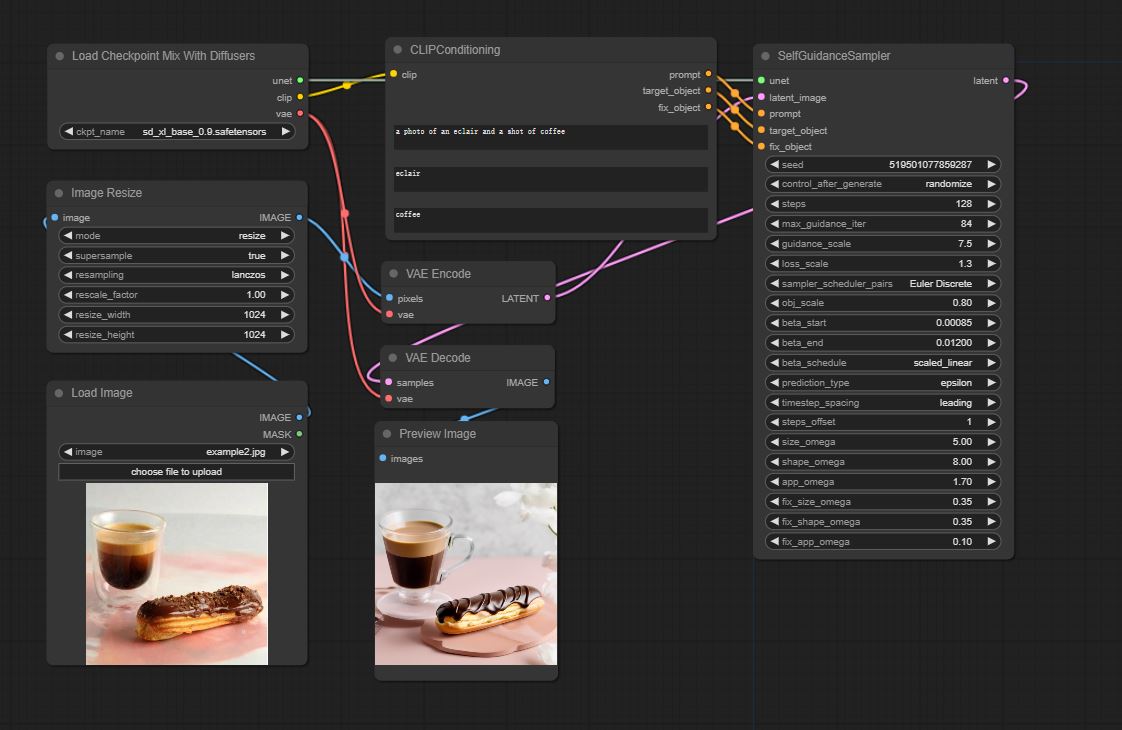 Load Checkpoint Mix With Diffusers
unet
clip
vae
ckpt_name sd_xl_base_0.9.safetensors
Image Resize
image IMAGE
mode resize
supersample true
resampling lanczos
rescale_factor 1.00
resize_width 1024
resize_height 1024
Load Image
IMAGE
MASK
image example2.jpg
choose file to upload
CLIPConditioning
clip prompt
target_object
fix_object
a photo of an eclair and a shot of coffee
eclair
coffee
VAE Encode
pixels LATENT
vae
VAE Decode
samples IMAGE
vae
Preview Image
images
SelfGuidanceSampler
unet latent
latent_image
prompt
target_object
fix_object
seed 519501077859287
control_after_generate randomize
steps 128
max_guidance_iter 84
guidance_scale 7.5
loss_scale 1.3
sampler_scheduler_pairs Euler Discrete
obj_scale 0.80
beta_start 0.00085
beta_end 0.01200
beta_schedule scaled_linear
prediction_type epsilon
timestep_spacing leading
steps_offset 1
size_omega 5.00
shape_omega 8.00
app_omega 1.70
fix_size_omega 0.35
fix_shape_omega 0.35
fix_app_omega 0.10